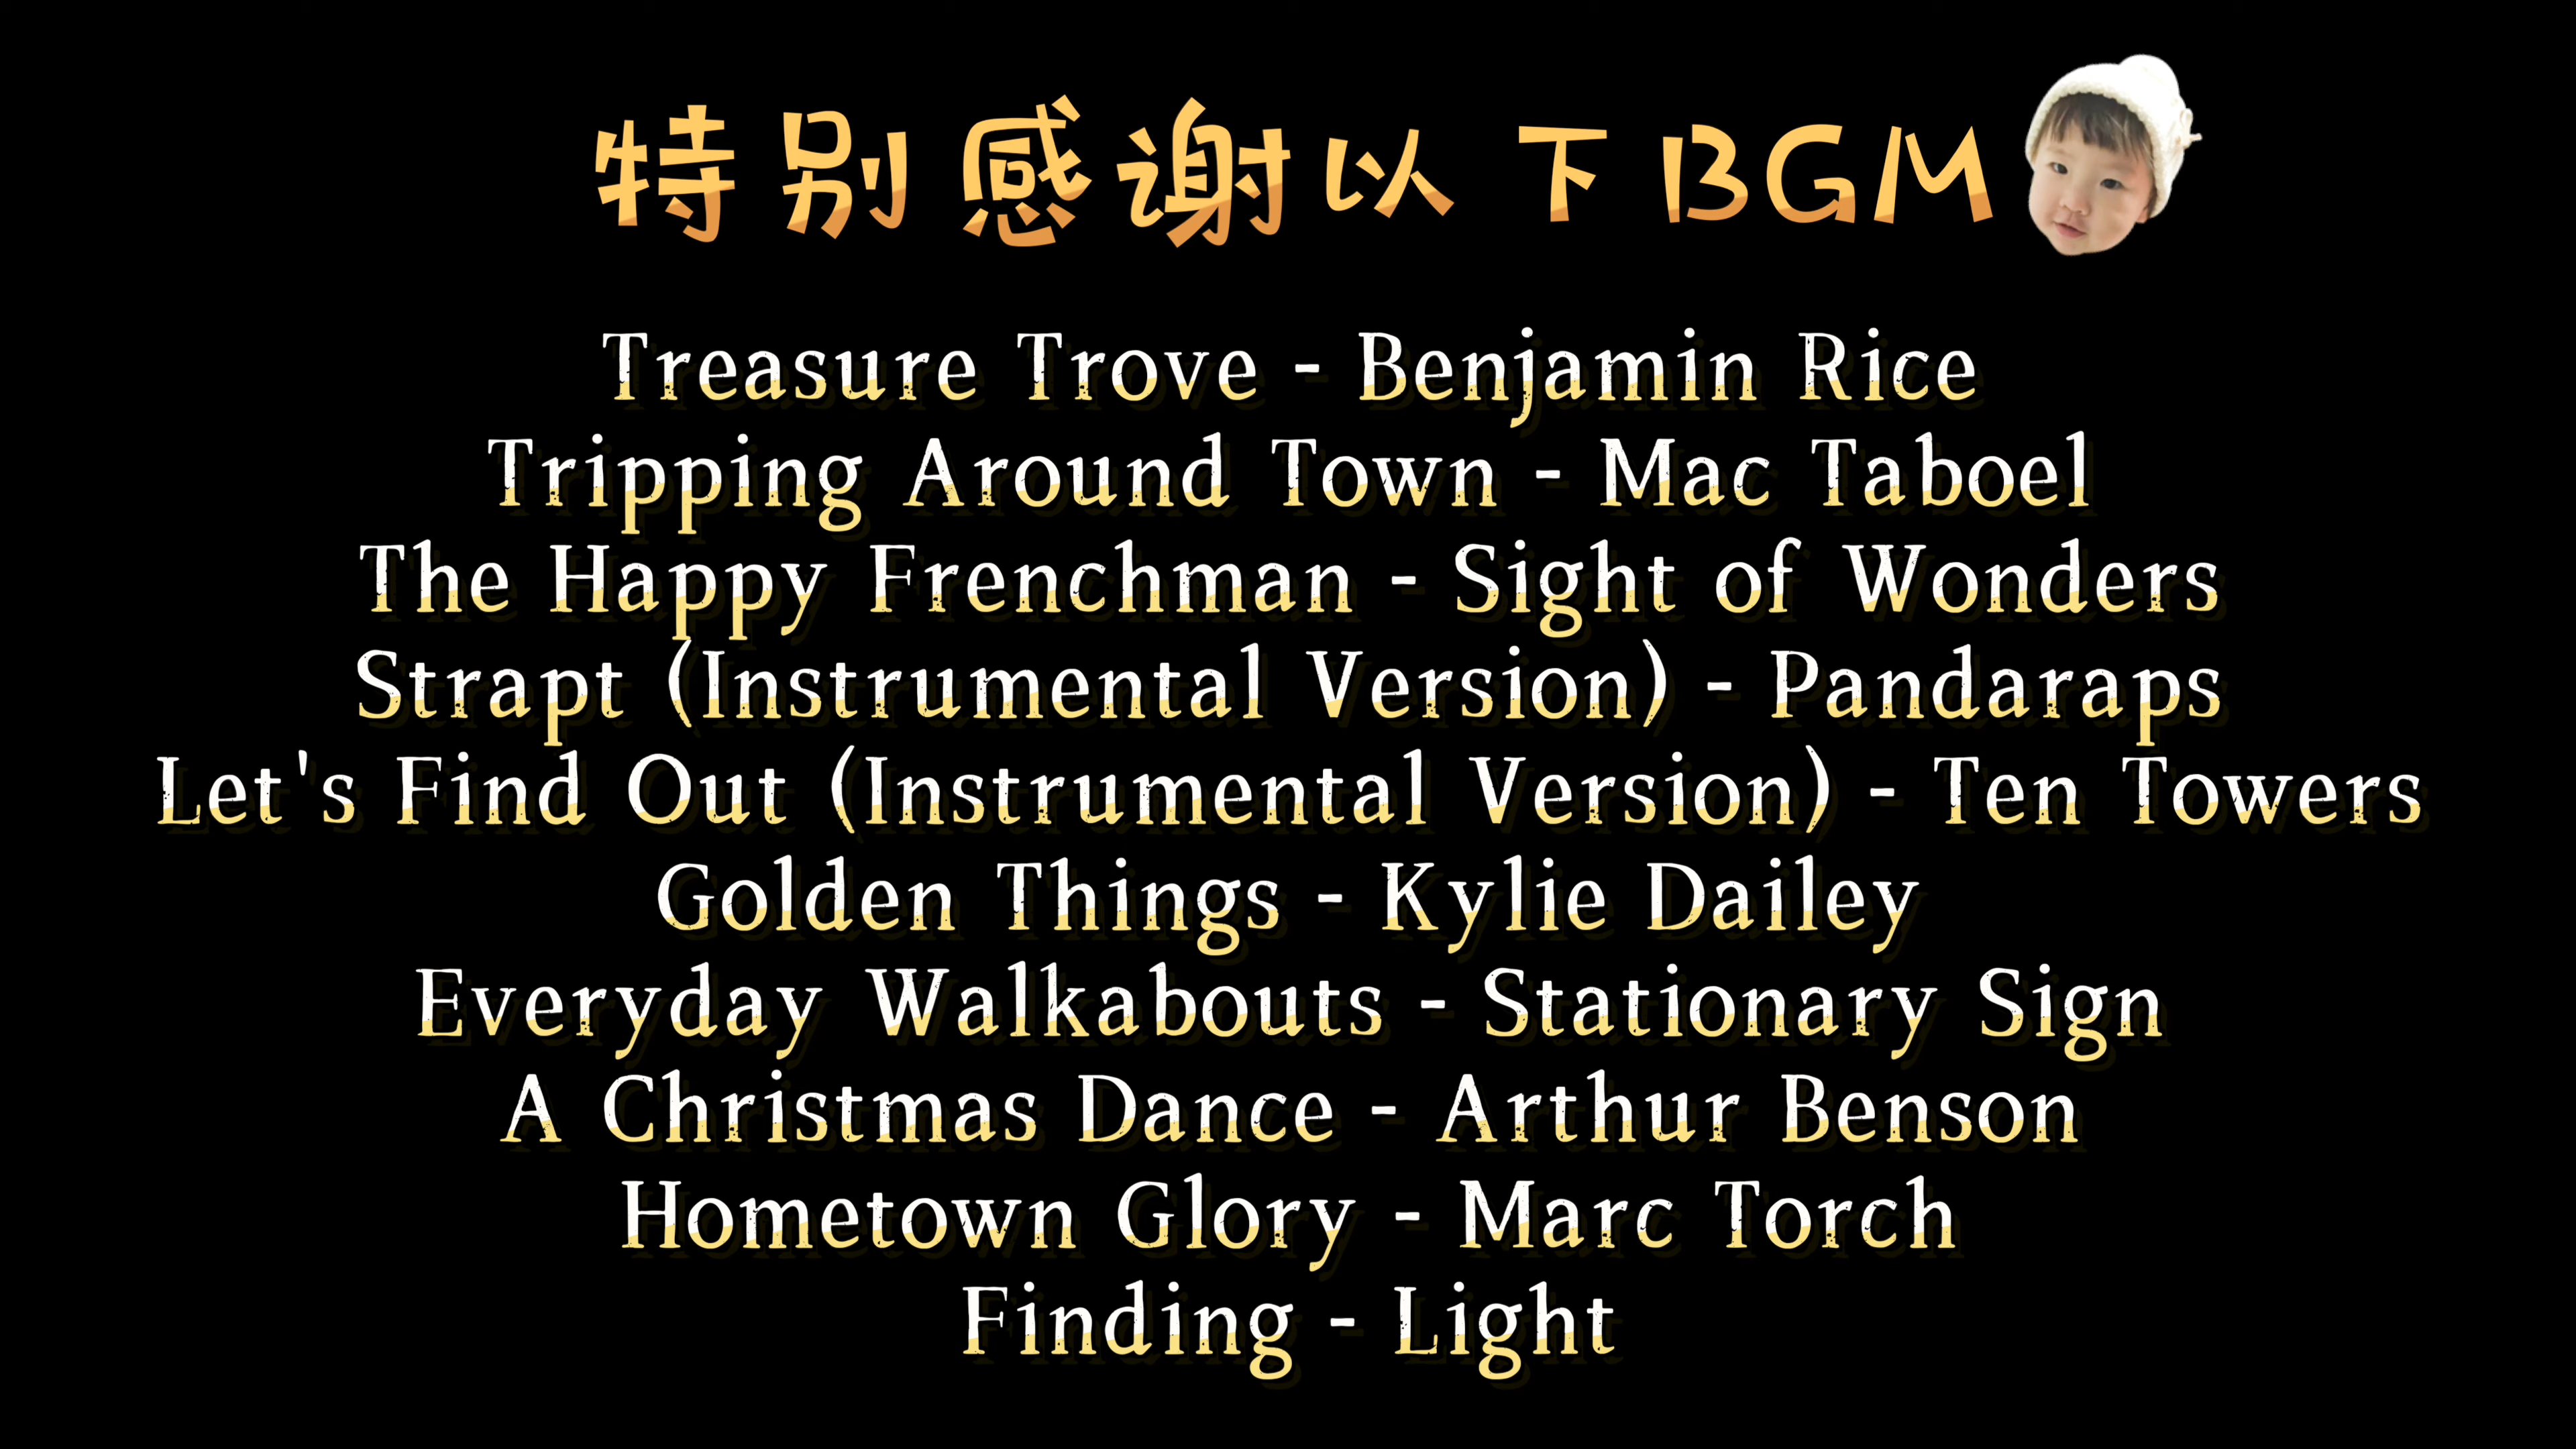 特别感谢以下BGM
Treasure Trove - Benjamin Rice
Tripping Around Town - Mac Taboel
The Happy Frenchman - Sight of Wonders
Strapt (Instrumental Version) - Pandaraps
Let's Find Out (Instrumental Version) - Ten Towers
Golden Things - Kylie Dailey
Everyday Walkabouts - Stationary Sign
A Christmas Dance - Arthur Benson
Hometown Glory - Marc Torch
Finding - Light